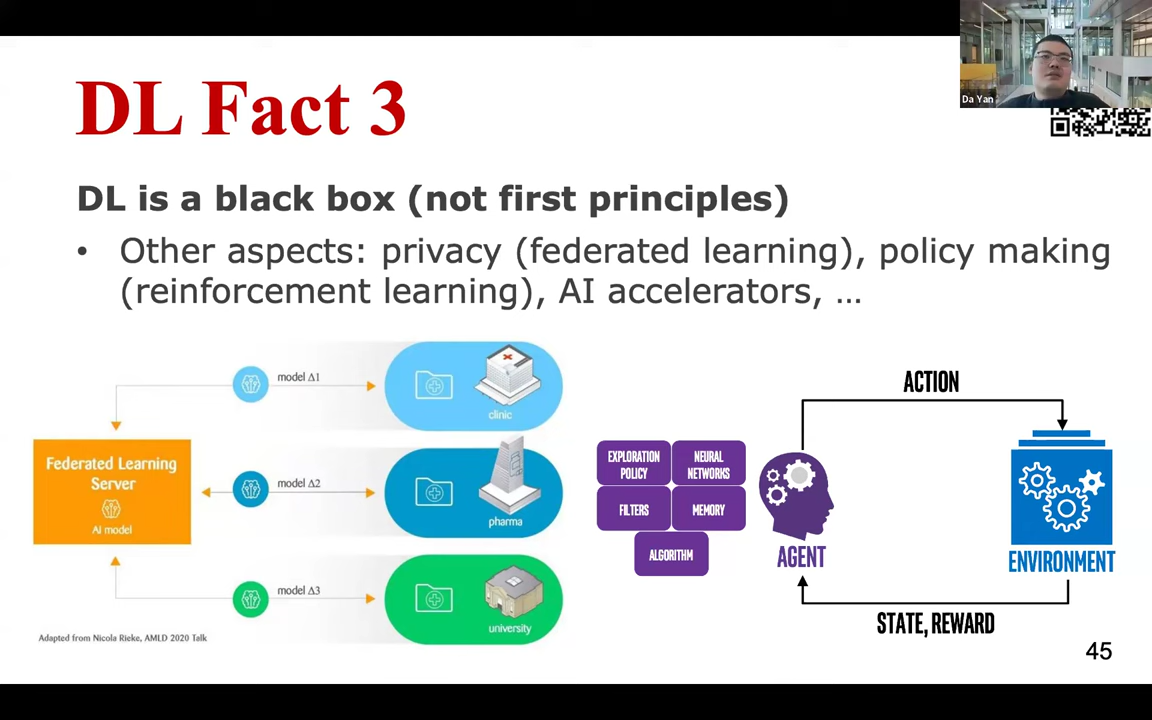 Da Yan
DL Fact 3
DL is a black box (not first principles)
• Other aspects: privacy (federated learning), policy making
(reinforcement learning), AI accelerators, …
model Δ1
clinic
Federated Learning
Server
AI model
model Δ2
pharma
model Δ3
university
Adapted from Nicola Rieke, AMLD 2020 Talk
ACTION
EXPLORATION
POLICY
NEURAL
NETWORKS
FILTERS
MEMORY
ALGORITHM
AGENT
ENVIRONMENT
STATE, REWARD
45